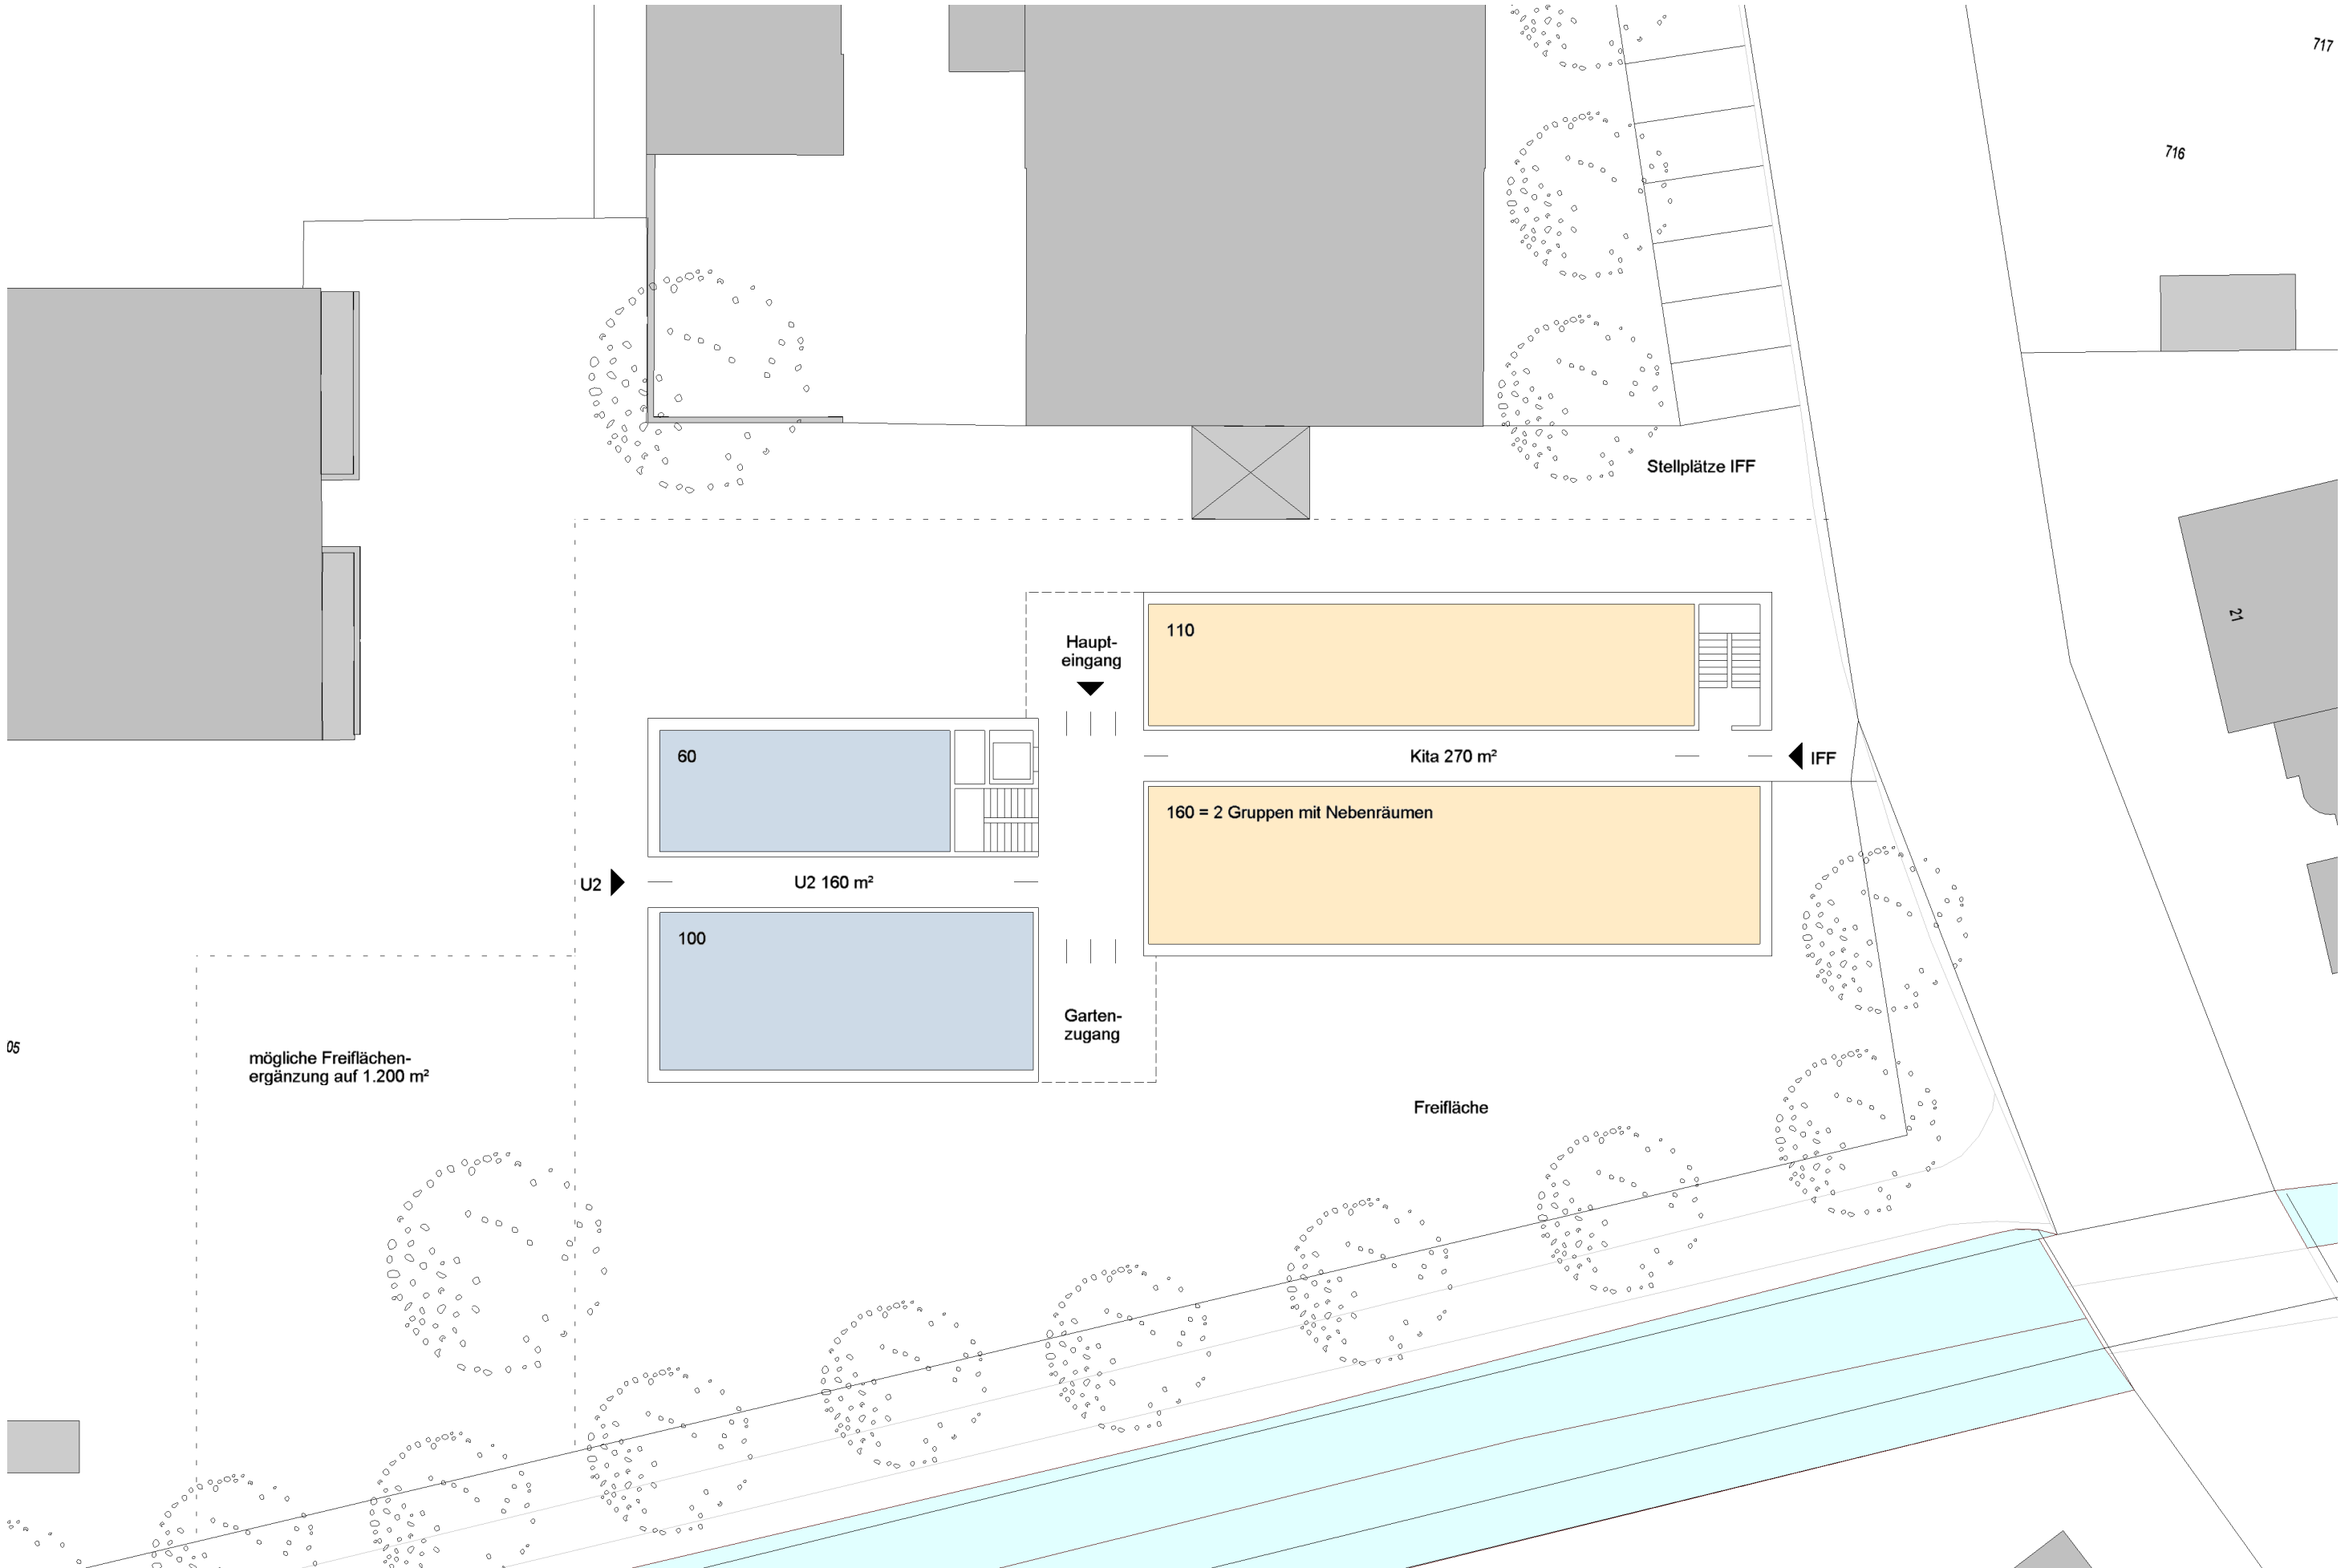 717
716
Stellplätze IFF
21
Haupt-
eingang
110
60
Kita 270 m²
IFF
160 = 2 Gruppen mit Nebenräumen
U2
U2 160 m²
100
Garten-
zugang
05
mögliche Freiflächen-
ergänzung auf 1.200 m²
Freifläche